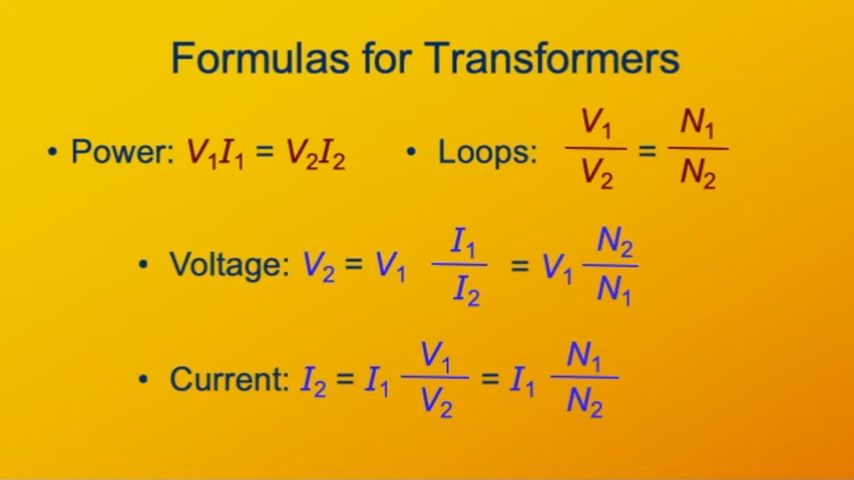 Formulas for Transformers
• Power: V₁I₁ = V₂I₂ • Loops: V₁/V₂ = N₁/N₂
• Voltage: V₂ = V₁ I₁/I₂ = V₁ N₂/N₁
• Current: I₂ = I₁ V₁/V₂ = I₁ N₁/N₂